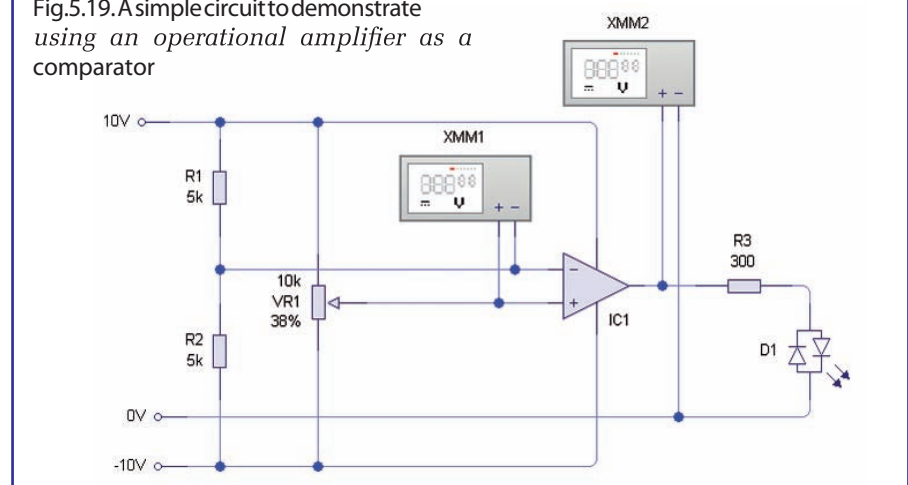 Fig.5.19. A simple circuit to demonstrate
using an operational amplifier as a
comparator
XMM2
V
+ −
10V
XMM1
V
+ −
R1
5k
R3
300
10k
VR1
38%
−
+
IC1
R2
5k
D1
0V
-10V